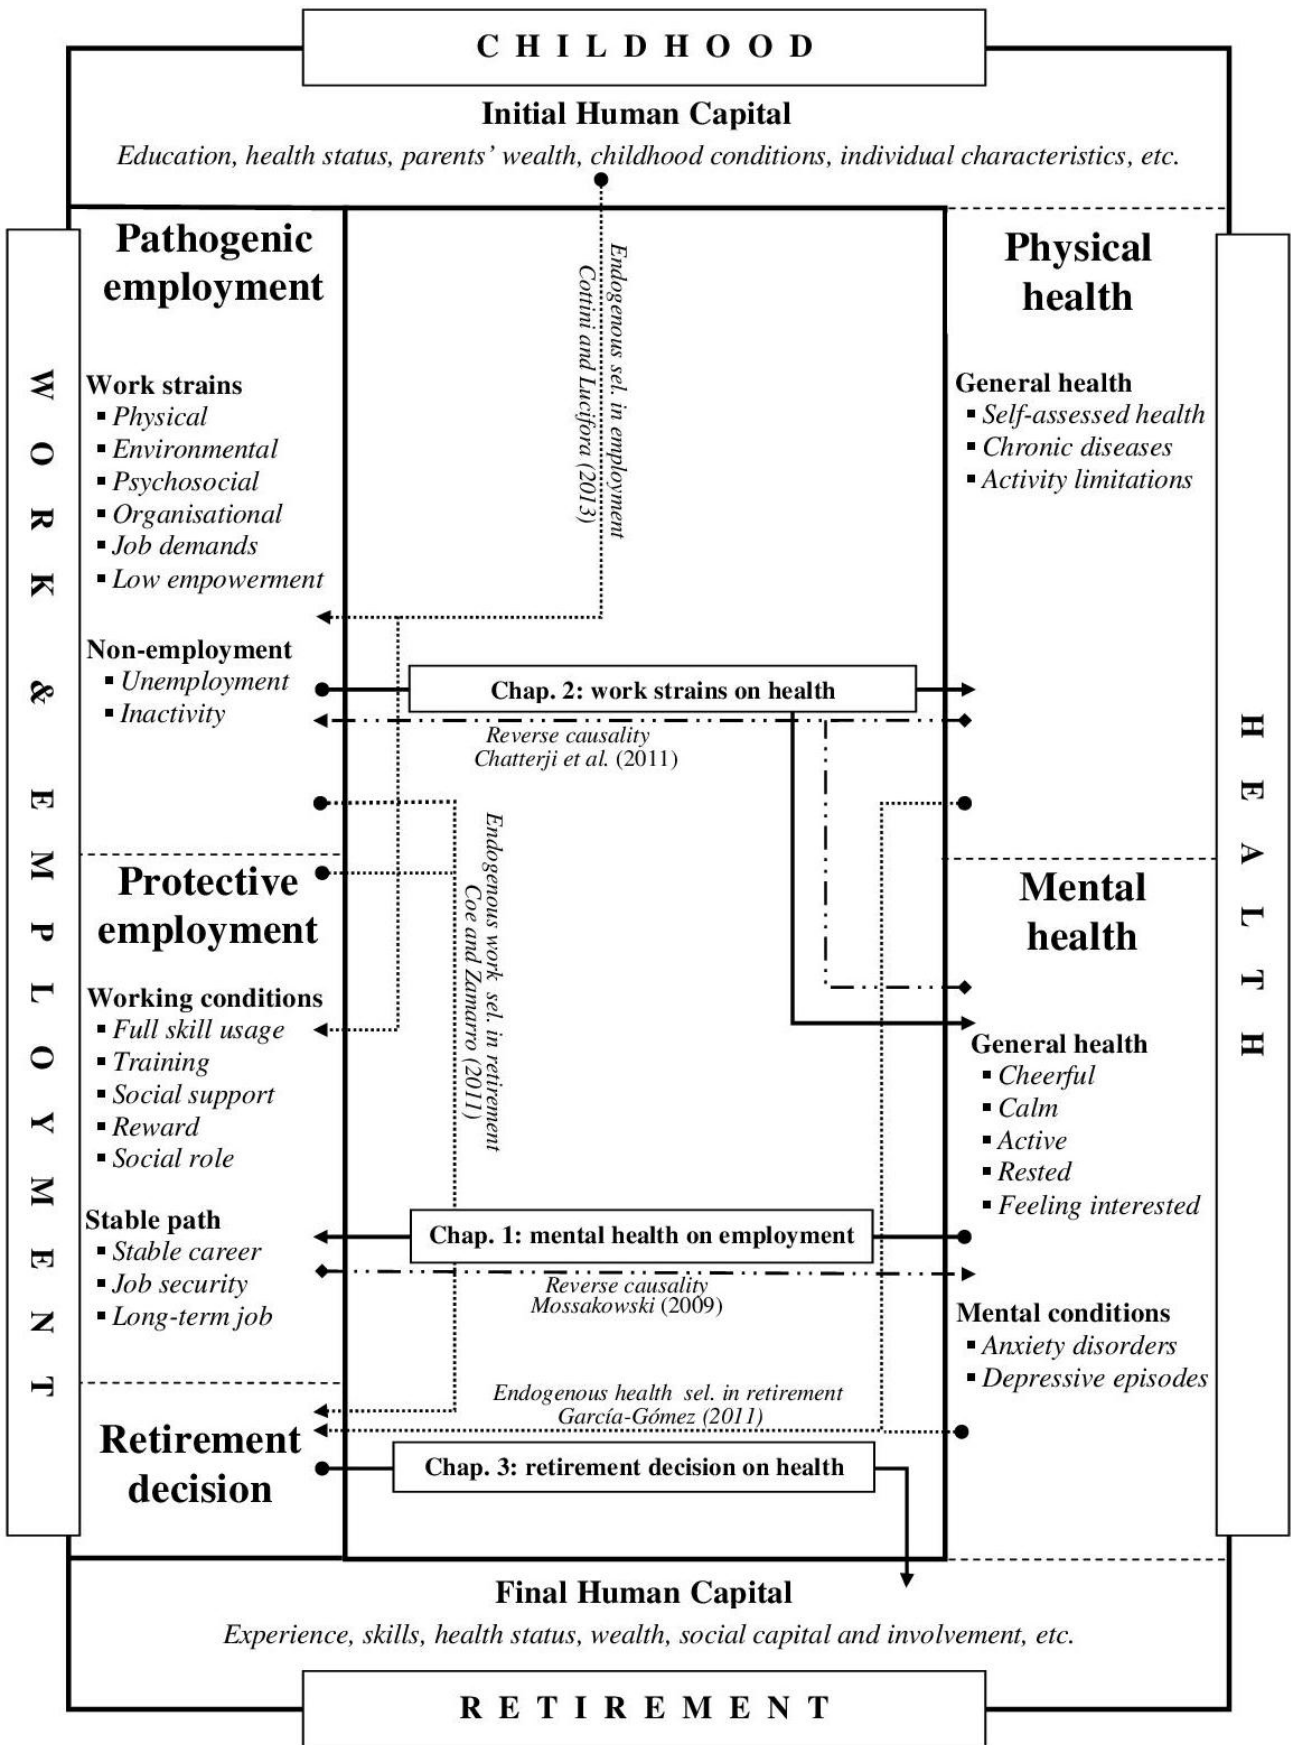 CHILDHOOD
Initial Human Capital
Education, health status, parents’ wealth, childhood conditions, individual characteristics, etc.
WORK & EMPLOYMENT
Pathogenic
employment
Work strains
▪ Physical
▪ Environmental
▪ Psychosocial
▪ Organisational
▪ Job demands
▪ Low empowerment
Non-employment
▪ Unemployment
▪ Inactivity
Protective
employment
Working conditions
▪ Full skill usage
▪ Training
▪ Social support
▪ Reward
▪ Social role
Stable path
▪ Stable career
▪ Job security
▪ Long-term job
Retirement
decision
Endogenous sel. in employment
Cottini and Lucifora (2013)
Chap. 2: work strains on health
Reverse causality
Chatterji et al. (2011)
Endogenous work sel. in retirement
Coe and Zamarro (2011)
Chap. 1: mental health on employment
Reverse causality
Mossakowski (2009)
Endogenous health sel. in retirement
García-Gómez (2011)
Chap. 3: retirement decision on health
Physical
health
General health
▪ Self-assessed health
▪ Chronic diseases
▪ Activity limitations
Mental
health
General health
▪ Cheerful
▪ Calm
▪ Active
▪ Rested
▪ Feeling interested
Mental conditions
▪ Anxiety disorders
▪ Depressive episodes
HEALTH
Final Human Capital
Experience, skills, health status, wealth, social capital and involvement, etc.
RETIREMENT